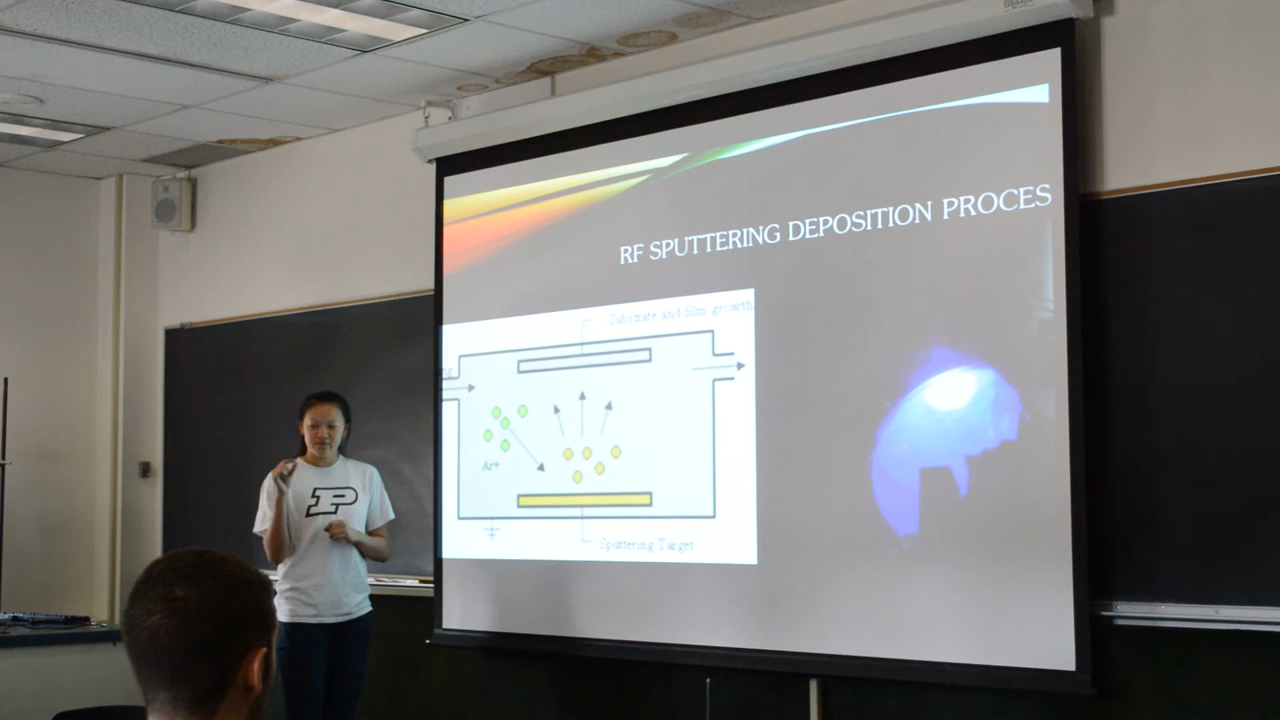 RF SPUTTERING DEPOSITION PROCES
Substrate and film growth
Ar+
Sputtering Target
P